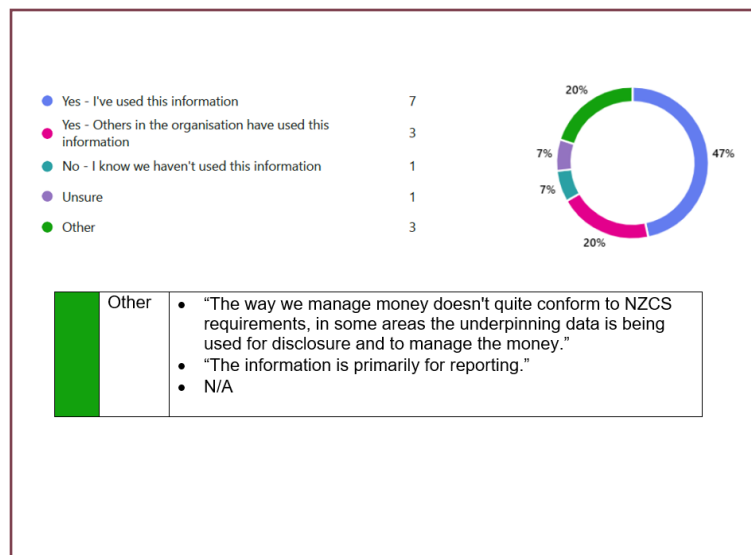 Yes - I've used this information 7
Yes - Others in the organisation have used this
information 3
No - I know we haven't used this information 1
Unsure 1
Other 3
20%
47%
7%
7%
20%
Other
• “The way we manage money doesn't quite conform to NZCS
requirements, in some areas the underpinning data is being
used for disclosure and to manage the money.”
• “The information is primarily for reporting.”
• N/A